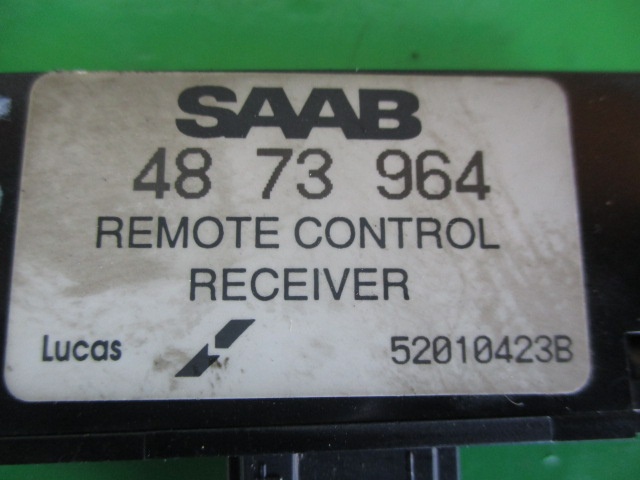 SAAB
48 73 964
REMOTE CONTROL
RECEIVER
Lucas 52010423B